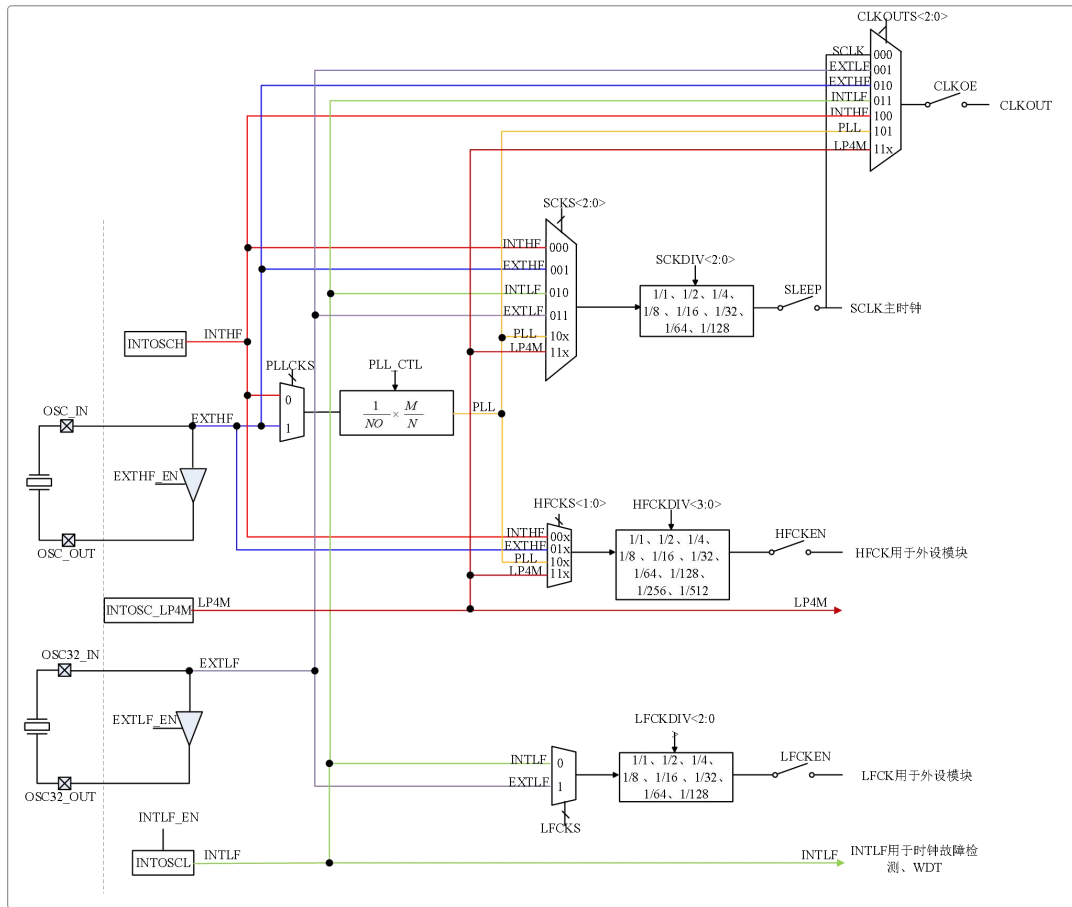 CLKOUTS<2:0>
SCLK 000
EXTLF 001
EXTHF 010
INTLF 011
INTHF 100
PLL 101
LP4M 11x
CLKOE
CLKOUT
SCKS<2:0>
INTHF 000
EXTHF 001
INTLF 010
EXTLF 011
PLL 10x
LP4M 11x
SCKDIV<2:0>
1/1、1/2、1/4、
1/8 、1/16 、1/32、
1/64、1/128
SLEEP
SCLK主时钟
INTOSCH
INTHF
PLLCKS
0
1
PLL_CTL
1/NO × M/N
PLL
OSC_IN
EXTHF
EXTHF_EN
OSC_OUT
HFCKS<1:0>
INTHF 00x
EXTHF 01x
PLL 10x
LP4M 11x
HFCKDIV<3:0>
1/1、1/2、1/4、
1/8 、1/16 、1/32、
1/64、1/128、
1/256、1/512
HFCKEN
HFCK用于外设模块
INTOSC_LP4M
LP4M
LP4M
OSC32_IN
EXTLF
EXTLF_EN
OSC32_OUT
LFCKDIV<2:0
>
INTLF 0
EXTLF 1
LFCKS
1/1、1/2、1/4、
1/8 、1/16 、1/32、
1/64、1/128
LFCKEN
LFCK用于外设模块
INTLF_EN
INTOSCL
INTLF
INTLF
INTLF用于时钟故障检
测、WDT